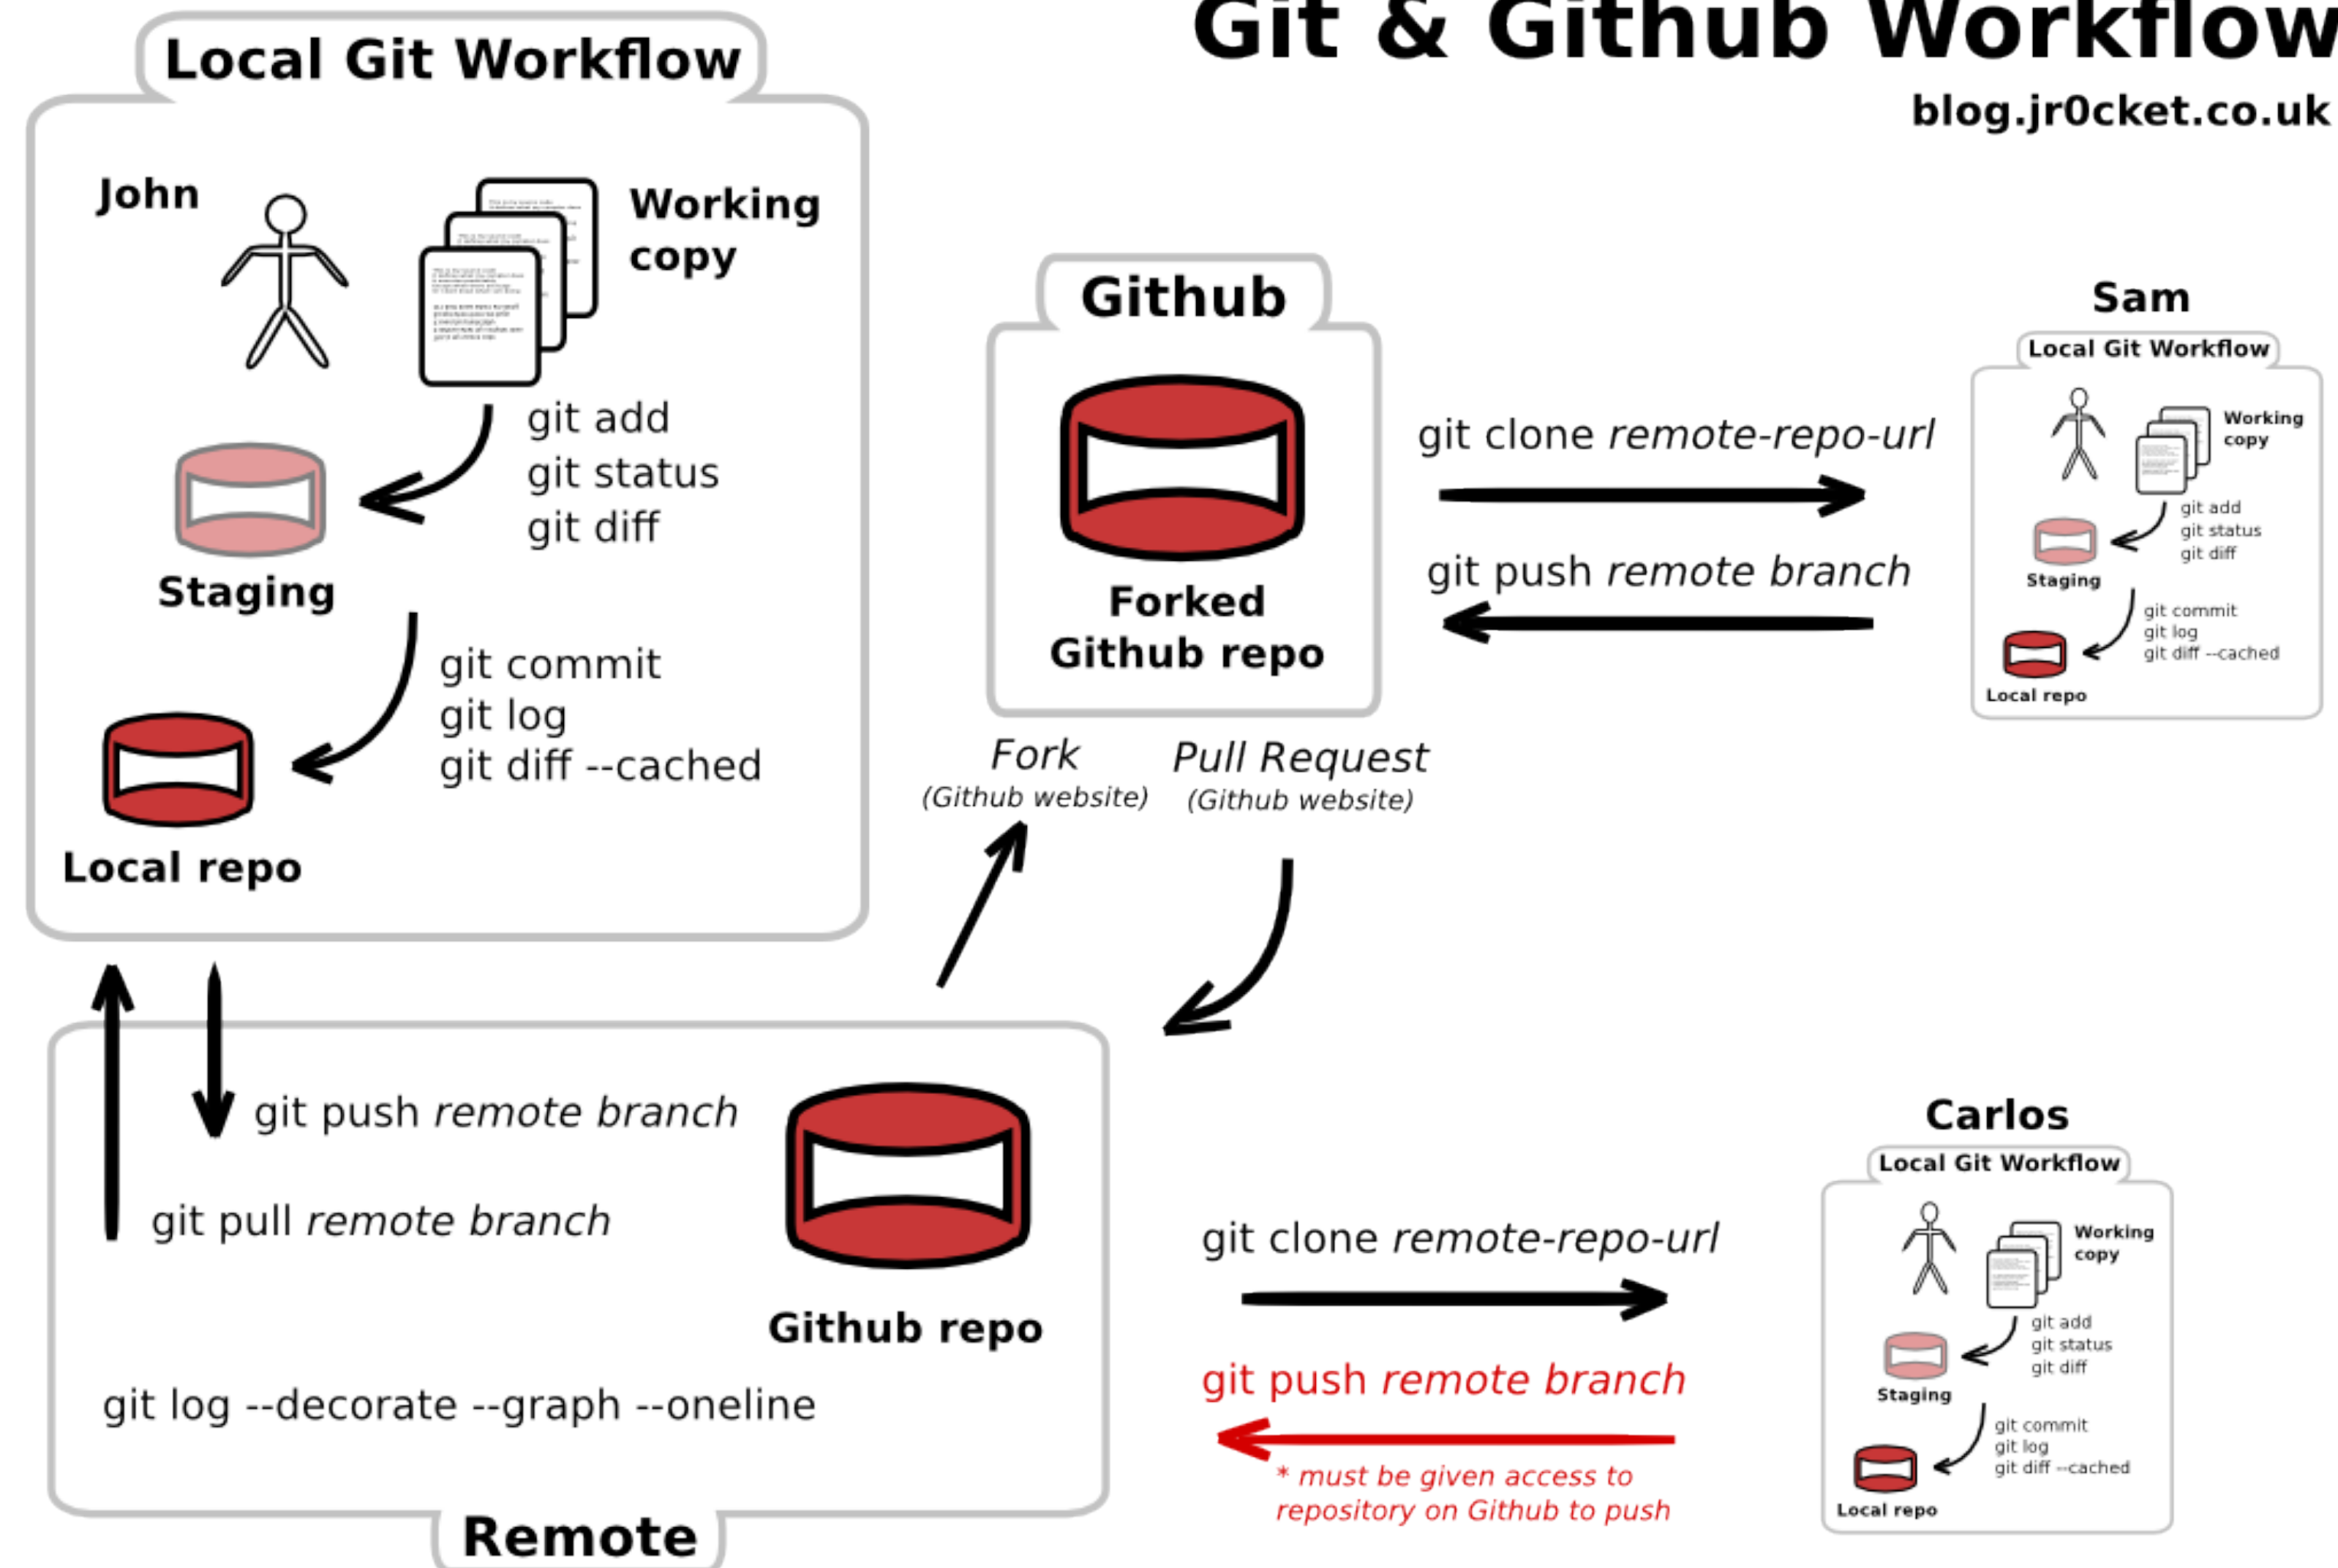 Git & Github Workflow
blog.jr0cket.co.uk
Local Git Workflow
John
Working
copy
git add
git status
git diff
Staging
git commit
git log
git diff --cached
Local repo
Github
Forked
Github repo
git clone remote-repo-url
git push remote branch
Sam
Local Git Workflow
Working
copy
git add
git status
git diff
Staging
git commit
git log
git diff --cached
Local repo
Fork
(Github website)
Pull Request
(Github website)
git push remote branch
git pull remote branch
Github repo
git log --decorate --graph --oneline
Remote
git clone remote-repo-url
git push remote branch
* must be given access to
repository on Github to push
Carlos
Local Git Workflow
Working
copy
git add
git status
git diff
Staging
git commit
git log
git diff --cached
Local repo